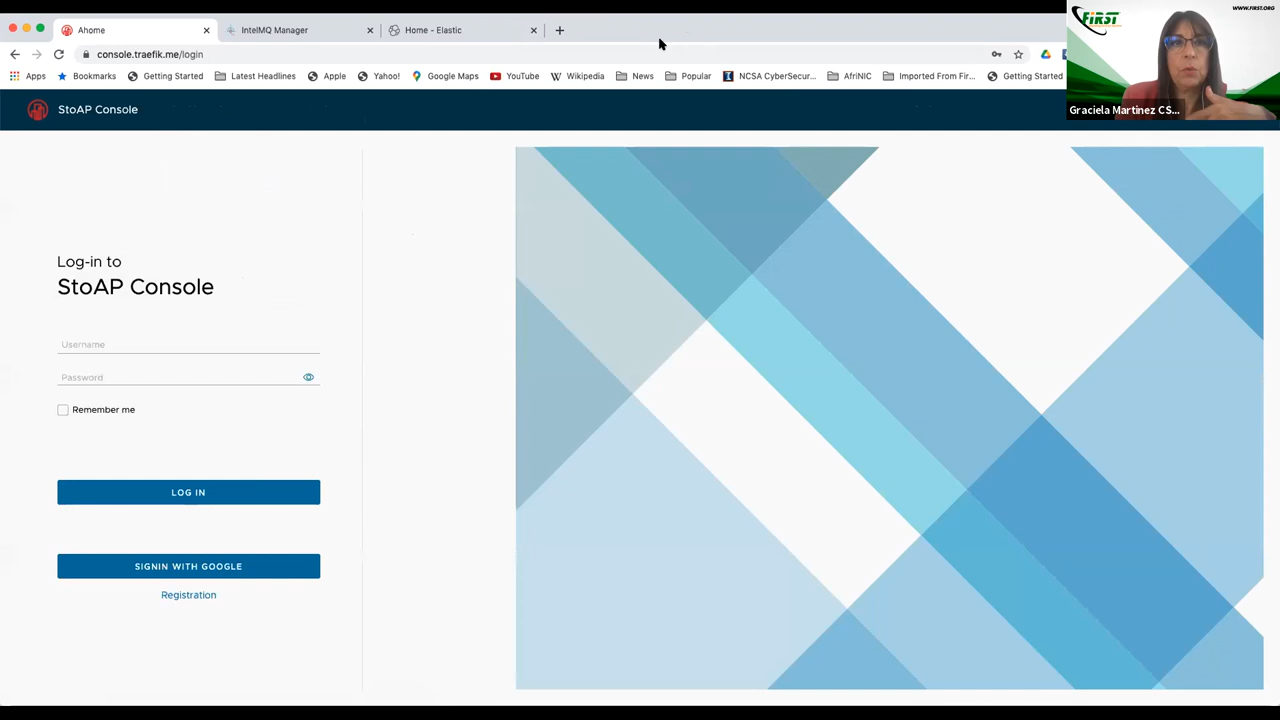 Ahome
IntelMQ Manager
Home - Elastic
console.traefik.me/login
Apps
Bookmarks
Getting Started
Latest Headlines
Apple
Yahoo!
Google Maps
YouTube
Wikipedia
News
Popular
NCSA CyberSecur...
AfriNIC
Imported From Fir...
Getting Started
WWW.FIRST.ORG
FIRST
Graciela Martinez CS...
StoAP Console
Log-in to
StoAP Console
Username
Password
Remember me
LOG IN
SIGNIN WITH GOOGLE
Registration